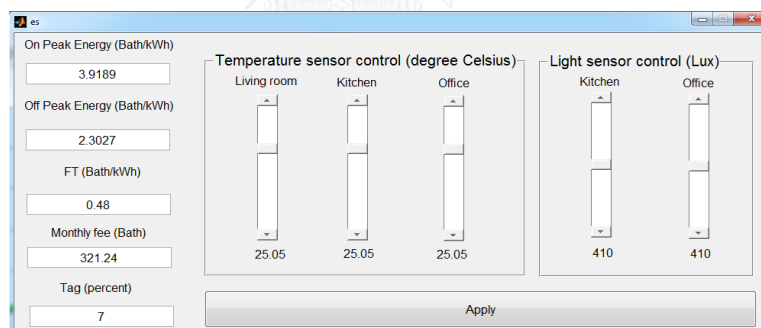 es
On Peak Energy (Bath/kWh)
3.9189
Off Peak Energy (Bath/kWh)
2.3027
FT (Bath/kWh)
0.48
Monthly fee (Bath)
321.24
Tag (percent)
7
Temperature sensor control (degree Celsius)
Living room Kitchen Office
25.05 25.05 25.05
Light sensor control (Lux)
Kitchen Office
410 410
Apply